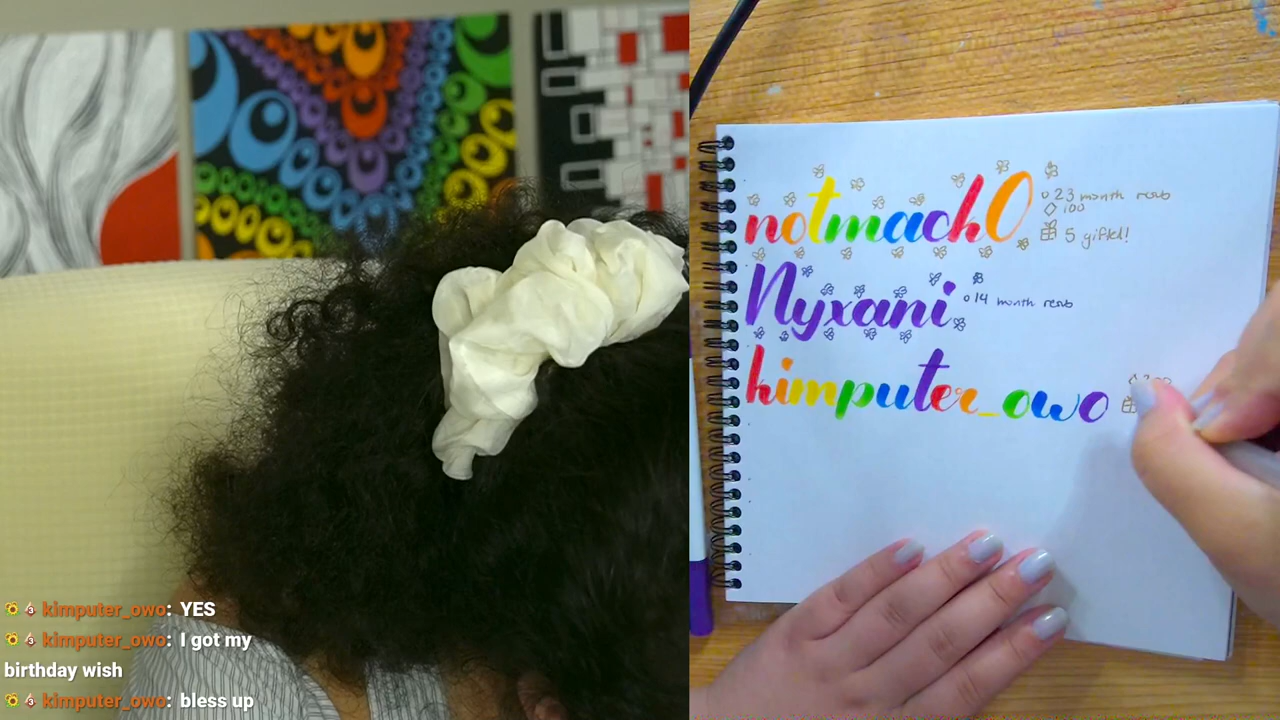 notmach0
23 month resub
100
5 gifted!
Nyxani
14 month resub
kimputer_owo
kimputer_owo: YES
kimputer_owo: I got my
birthday wish
kimputer_owo: bless up